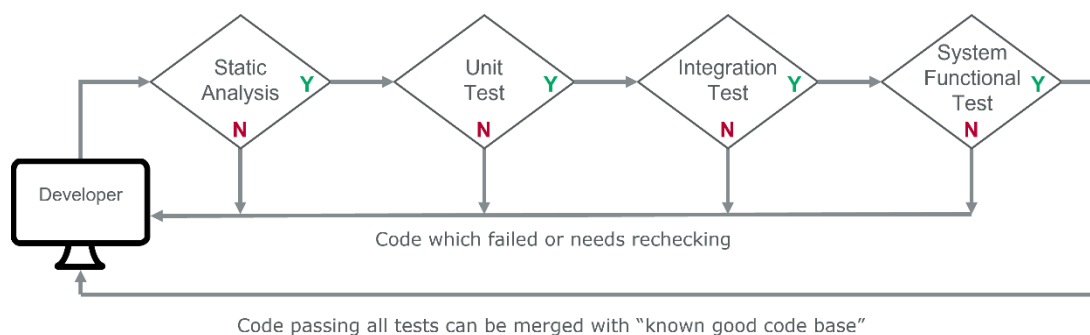 Static
Analysis
Y
N
Unit
Test
Y
N
Integration
Test
Y
N
System
Functional
Test
Y
N
Developer
Code which failed or needs rechecking
Code passing all tests can be merged with “known good code base”